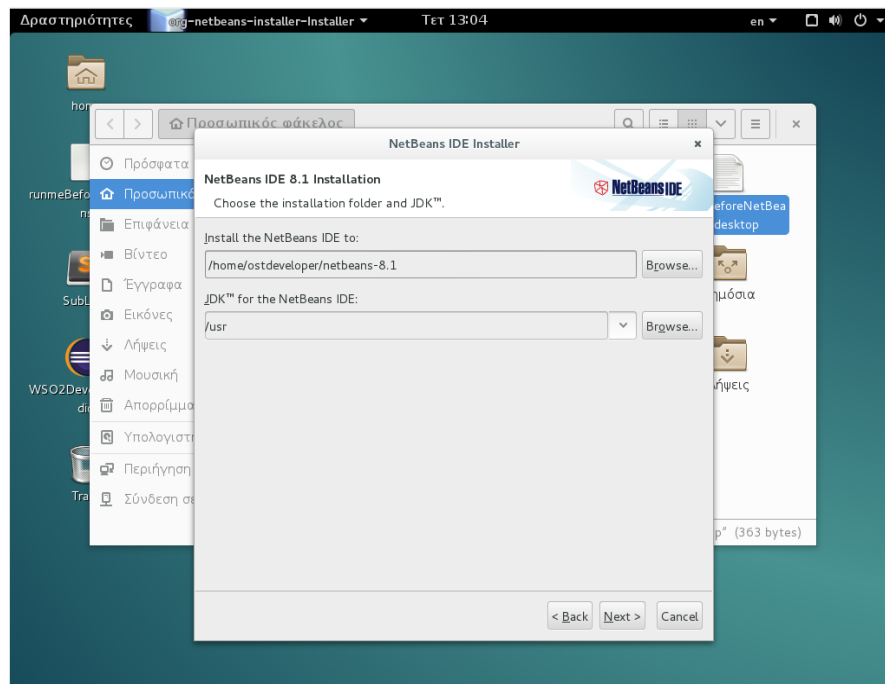 Δραστηριότητες
org-netbeans-installer-Installer
Τετ 13:04
en
Προσωπικός φάκελος
Πρόσφατα
Επιφάνεια
Βίντεο
Έγγραφα
Εικόνες
Λήψεις
Μουσική
Περιήγηση
Σύνδεση
NetBeans IDE Installer
NetBeans IDE 8.1 Installation
Choose the installation folder and JDK™.
NetBeans IDE
Install the NetBeans IDE to:
/home/ostdeveloper/netbeans-8.1
Browse...
JDK™ for the NetBeans IDE:
/usr
Browse...
< Back
Next >
Cancel
desktop
(363 bytes)